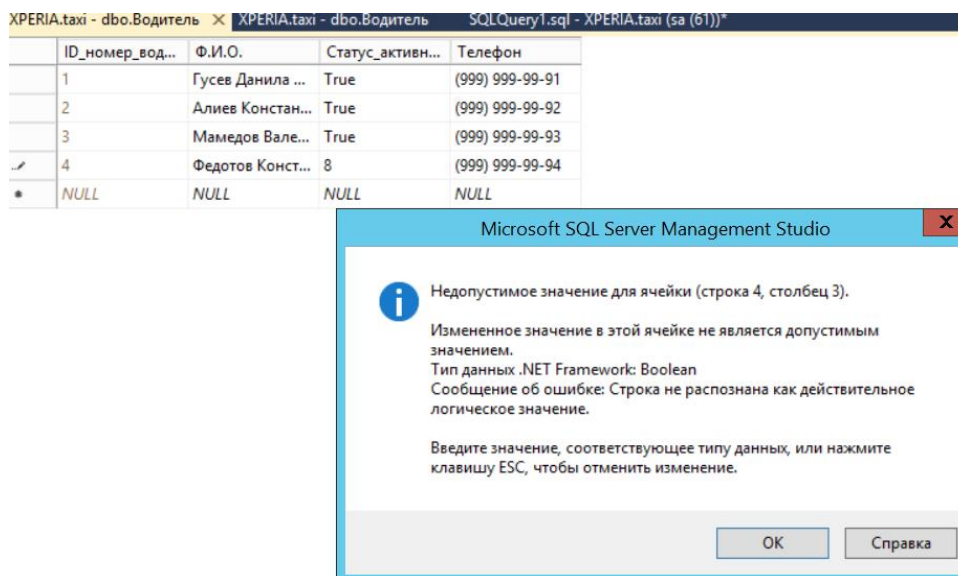 XPERIA.taxi - dbo.Водитель XPERIA.taxi - dbo.Водитель SQLQuery1.sql - XPERIA.taxi (sa (61))*
ID_номер_вод... Ф.И.О. Статус_активн... Телефон
1 Гусев Данила ... True (999) 999-99-91
2 Алиев Констан... True (999) 999-99-92
3 Мамедов Вале... True (999) 999-99-93
4 Федотов Конст... 8 (999) 999-99-94
NULL NULL NULL NULL
Microsoft SQL Server Management Studio
Недопустимое значение для ячейки (строка 4, столбец 3).
Измененное значение в этой ячейке не является допустимым
значением.
Тип данных .NET Framework: Boolean
Сообщение об ошибке: Строка не распознана как действительное
логическое значение.
Введите значение, соответствующее типу данных, или нажмите
клавишу ESC, чтобы отменить изменение.
OK Справка